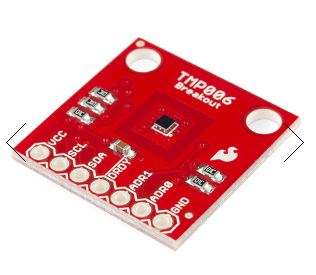 TMP006
Breakout
VCC
SCL
SDA
DRDY
ADR1
ADR0
GND